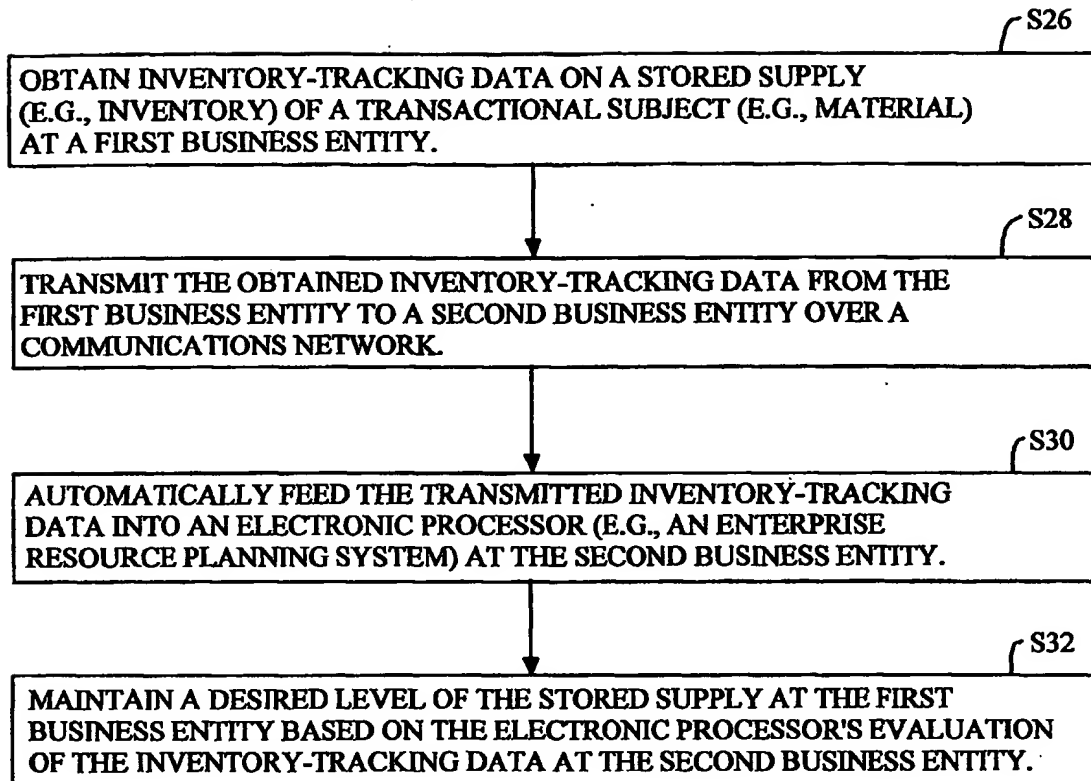 S26
OBTAIN INVENTORY-TRACKING DATA ON A STORED SUPPLY
(E.G., INVENTORY) OF A TRANSACTIONAL SUBJECT (E.G., MATERIAL)
AT A FIRST BUSINESS ENTITY.
S28
TRANSMIT THE OBTAINED INVENTORY-TRACKING DATA FROM THE
FIRST BUSINESS ENTITY TO A SECOND BUSINESS ENTITY OVER A
COMMUNICATIONS NETWORK.
S30
AUTOMATICALLY FEED THE TRANSMITTED INVENTORY-TRACKING
DATA INTO AN ELECTRONIC PROCESSOR (E.G., AN ENTERPRISE
RESOURCE PLANNING SYSTEM) AT THE SECOND BUSINESS ENTITY.
S32
MAINTAIN A DESIRED LEVEL OF THE STORED SUPPLY AT THE FIRST
BUSINESS ENTITY BASED ON THE ELECTRONIC PROCESSOR'S EVALUATION
OF THE INVENTORY-TRACKING DATA AT THE SECOND BUSINESS ENTITY.